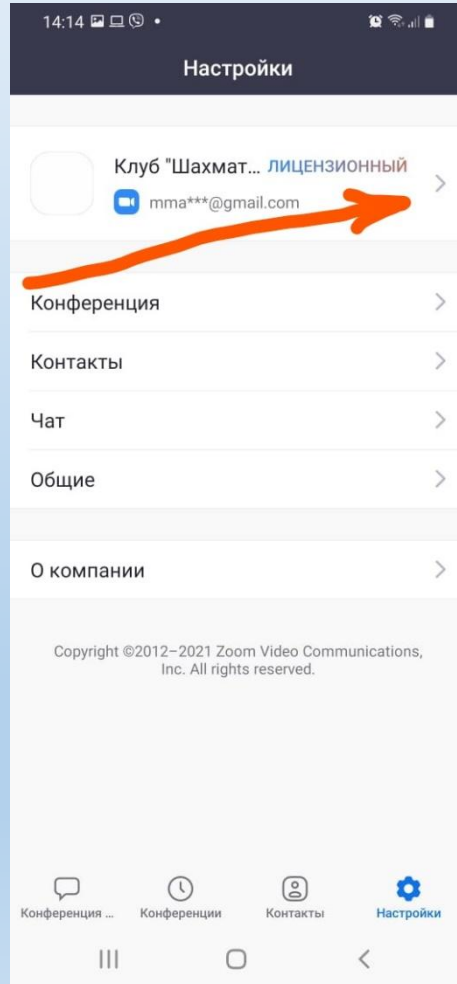 14:14
Настройки
Клуб "Шахмат... ЛИЦЕНЗИОННЫЙ
mma***@gmail.com
Конференция
Контакты
Чат
Общие
О компании
Copyright ©2012–2021 Zoom Video Communications,
Inc. All rights reserved.
Конференция ... Конференции Контакты Настройки